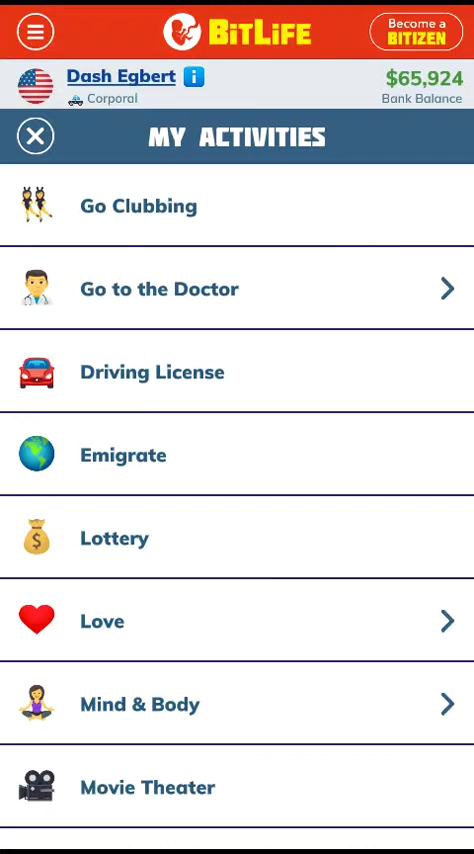 BitLiFE
Become a
BITIZEN
Dash Egbert i
Corporal
$65,924
Bank Balance
MY ACTIVITIES
Go Clubbing
Go to the Doctor
Driving License
Emigrate
Lottery
Love
Mind & Body
Movie Theater